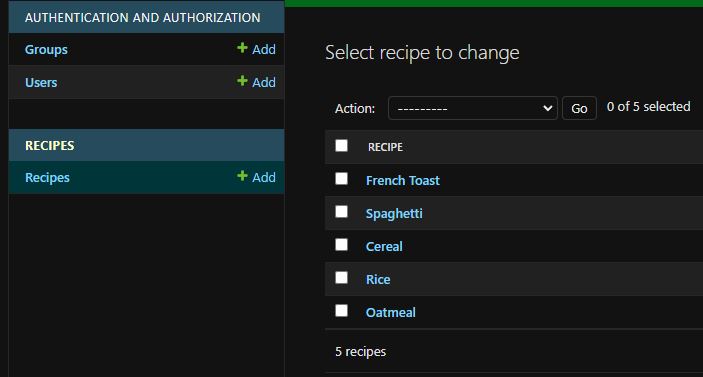 AUTHENTICATION AND AUTHORIZATION
Groups + Add
Users + Add
RECIPES
Recipes + Add
Select recipe to change
Action: --------- Go 0 of 5 selected
RECIPE
French Toast
Spaghetti
Cereal
Rice
Oatmeal
5 recipes